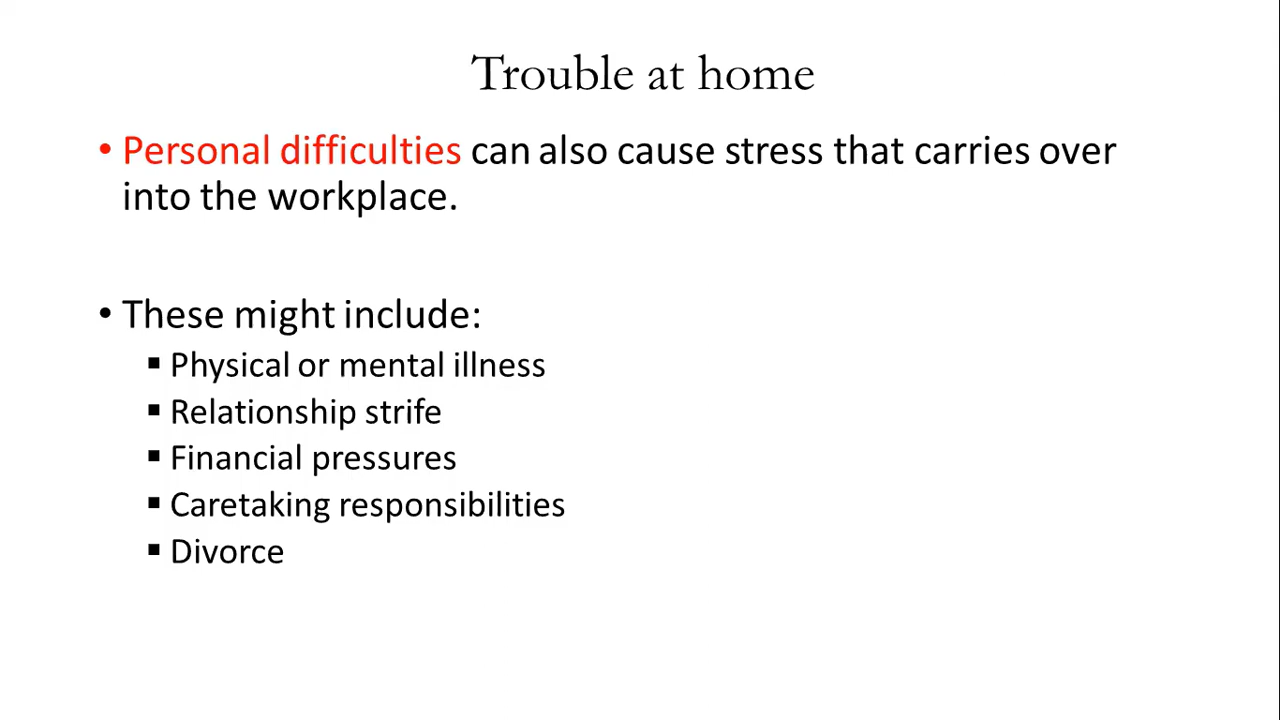 Trouble at home
• Personal difficulties can also cause stress that carries over
into the workplace.
• These might include:
▪ Physical or mental illness
▪ Relationship strife
▪ Financial pressures
▪ Caretaking responsibilities
▪ Divorce